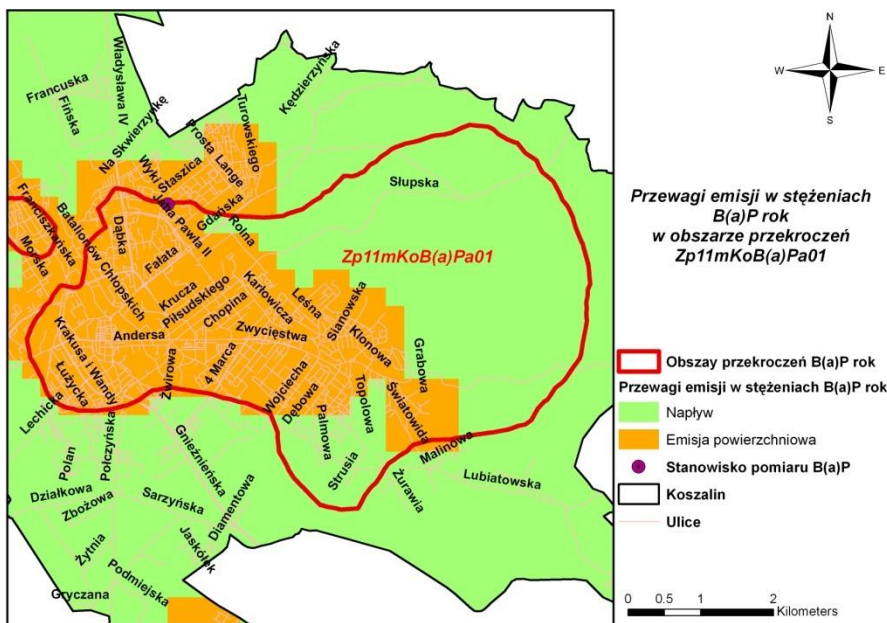 Francuska
Fińska
Władysława IV
Na Skwierzynkę
Wyki
Staszica
Prosta
Lange
Turowskiego
Kędzierzyńska
Słupska
Franciszkańska
Morska
Batalionów Chłopskich
Dąbka
Jana Pawła II
Gdańska
Rolna
Fałata
Krucza
Piłsudskiego
Chopina
Karłowicza
Leśna
Sianowska
Klonowa
Zwycięstwa
Andersa
Krakusa i Wandy
Łużycka
Żwirowa
4 Marca
Wojciecha
Dębowa
Palmowa
Topolowa
Grabowa
Światowida
Malinowa
Strusia
Żurawia
Lubiatowska
Lechicka
Polan
Połczyńska
Gnieźnieńska
Działkowa
Zbożowa
Sarzyńska
Diamentowa
Żytnia
Podmiejska
Jaskółek
Gryczana
Zp11mKoB(a)Pa01
N
W
E
S
Przewagi emisji w stężeniach
B(a)P rok
w obszarze przekroczeń
Zp11mKoB(a)Pa01
Obszay przekroczeń B(a)P rok
Przewagi emisji w stężeniach B(a)P rok
Napływ
Emisja powierzchniowa
Stanowisko pomiaru B(a)P
Koszalin
Ulice
0 0.5 1 2
Kilometers